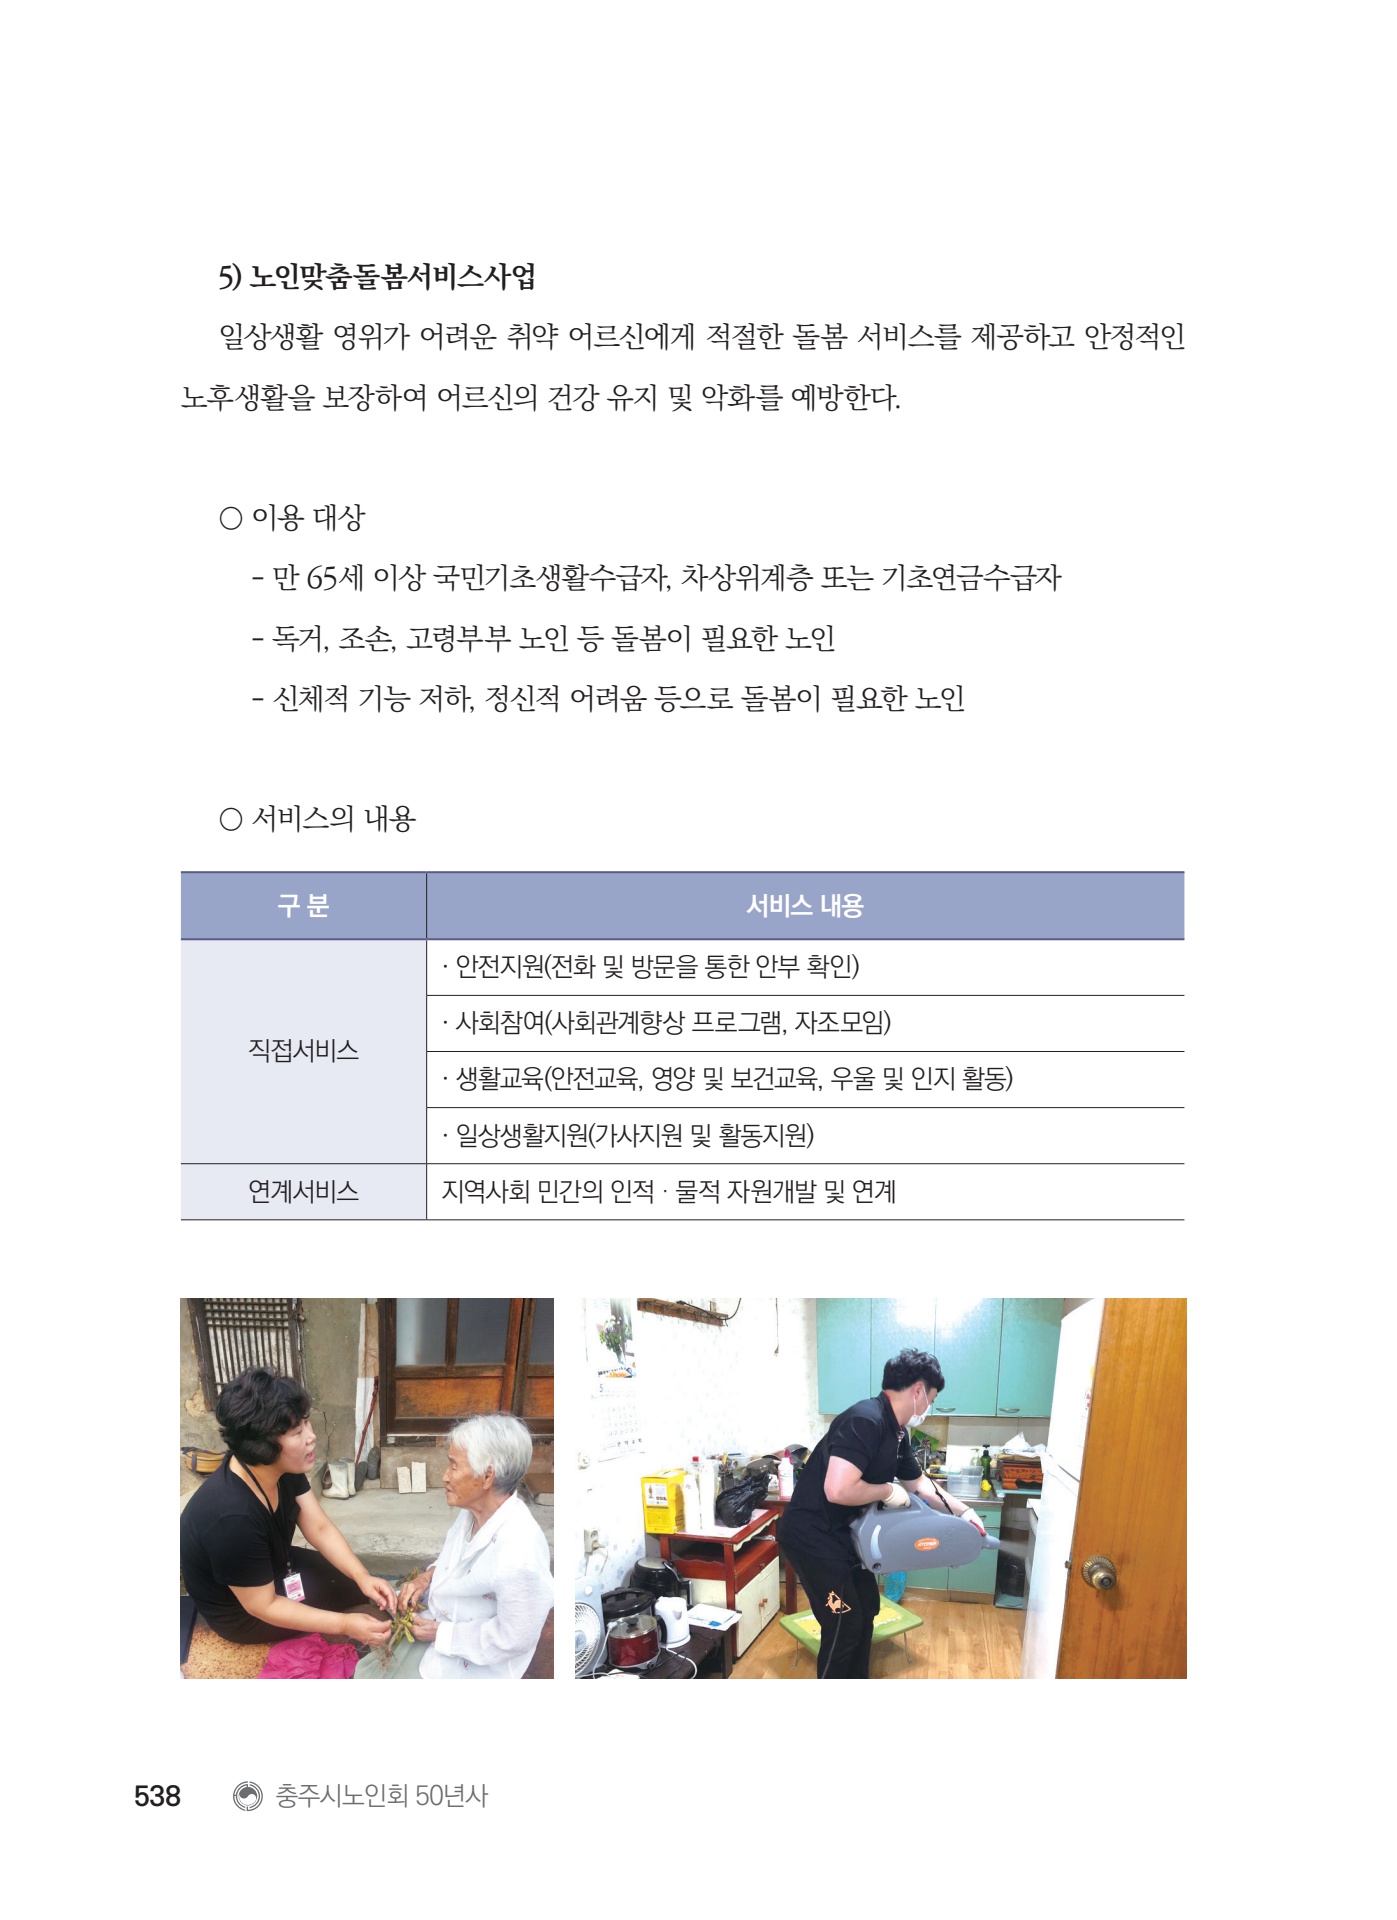 5) 노인맞춤돌봄서비스사업
일상생활 영위가 어려운 취약 어르신에게 적절한 돌봄 서비스를 제공하고 안정적인
노후생활을 보장하여 어르신의 건강 유지 및 악화를 예방한다.
○ 이용 대상
- 만 65세 이상 국민기초생활수급자, 차상위계층 또는 기초연금수급자
- 독거, 조손, 고령부부 노인 등 돌봄이 필요한 노인
- 신체적 기능 저하, 정신적 어려움 등으로 돌봄이 필요한 노인
○ 서비스의 내용
구 분 서비스 내용
직접서비스
· 안전지원(전화 및 방문을 통한 안부 확인)
· 사회참여(사회관계향상 프로그램, 자조모임)
· 생활교육(안전교육, 영양 및 보건교육, 우울 및 인지 활동)
· 일상생활지원(가사지원 및 활동지원)
연계서비스 지역사회 민간의 인적 · 물적 자원개발 및 연계
538 충주시노인회 50년사